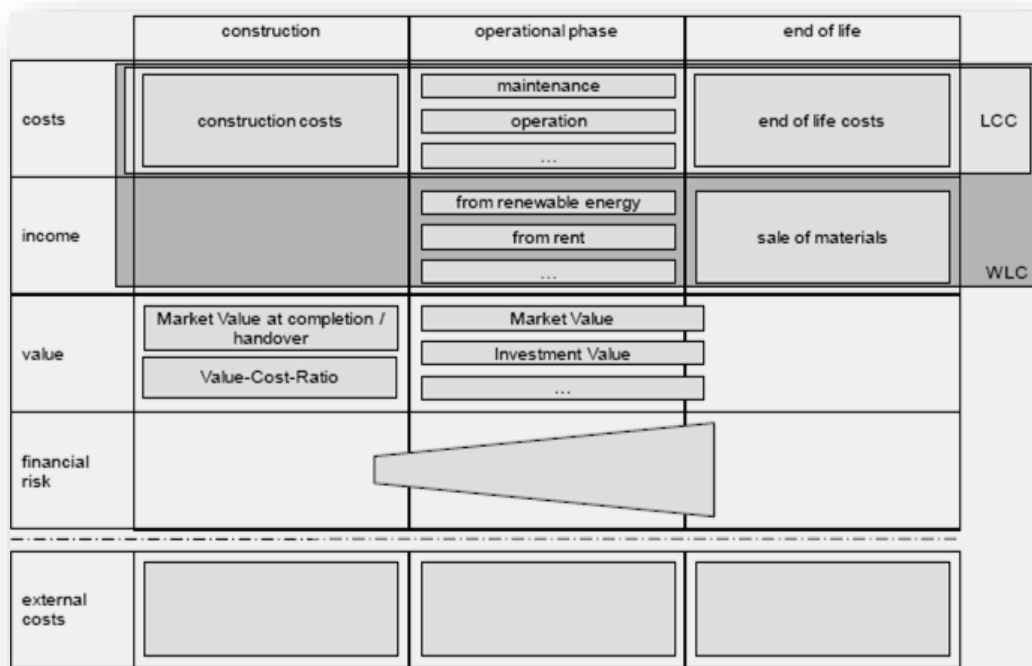 construction
operational phase
end of life
costs
construction costs
maintenance
operation
...
end of life costs
LCC
income
from renewable energy
from rent
...
sale of materials
WLC
value
Market Value at completion /
handover
Value-Cost-Ratio
Market Value
Investment Value
...
financial
risk
external
costs